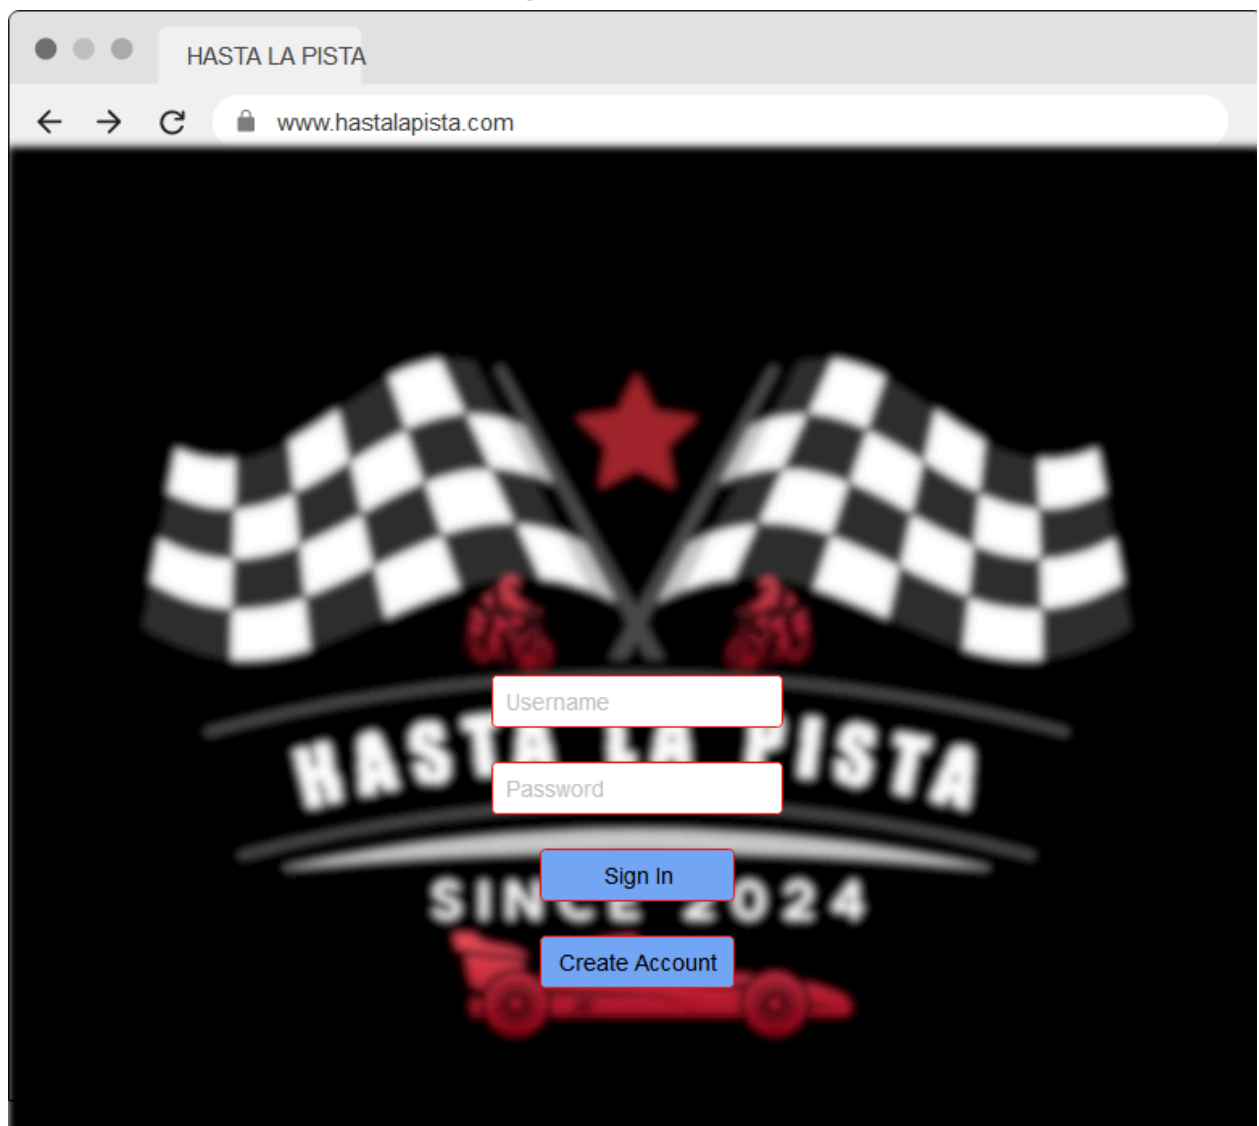 HASTA LA PISTA
www.hastalapista.com
Username
HASTA LA PISTA
Password
Sign In
SINCE 2024
Create Account